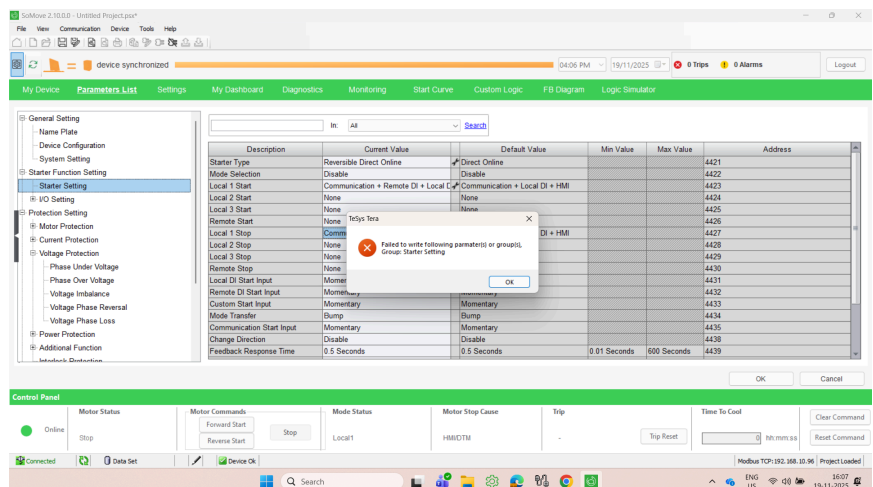 SoMove 2.10.0.0 - Untitled Project.psx*
File View Communication Device Tools Help
device synchronized
04:06 PM 19/11/2025 0 Trips 0 Alarms Logout
My Device Parameters List Settings My Dashboard Diagnostics Monitoring Start Curve Custom Logic FB Diagram Logic Simulator
General Setting
Name Plate
Device Configuration
System Setting
Starter Function Setting
Starter Setting
I/O Setting
Protection Setting
Motor Protection
Current Protection
Voltage Protection
Phase Under Voltage
Phase Over Voltage
Voltage Imbalance
Voltage Phase Reversal
Voltage Phase Loss
Power Protection
Additional Function
Interlock Protection
In: All Search
Description Current Value Default Value Min Value Max Value Address
Starter Type Reversible Direct Online Direct Online 4421
Mode Selection Disable Disable 4422
Local 1 Start Communication + Remote DI + Local D Communication + Local DI + HMI 4423
Local 2 Start None None 4424
Local 3 Start None None 4425
Remote Start None 4426
Local 1 Stop Comm DI + HMI 4427
Local 2 Stop None 4428
Local 3 Stop None 4429
Remote Stop None 4430
Local DI Start Input Momen 4431
Remote DI Start Input Momentary Momentary 4432
Custom Start Input Momentary Momentary 4433
Mode Transfer Bump Bump 4434
Communication Start Input Momentary Momentary 4435
Change Direction Disable Disable 4438
Feedback Response Time 0.5 Seconds 0.5 Seconds 0.01 Seconds 600 Seconds 4439
TeSys Tera
Failed to write following parmater(s) or group(s),
Group: Starter Setting
OK
OK Cancel
Control Panel
Motor Status Motor Commands Mode Status Motor Stop Cause Trip Time To Cool
Online Stop Forward Start Reverse Start Stop Local1 HMI/DTM - Trip Reset 0 hh:mm:ss Clear Command Reset Command
Connected Data Set Device Ok Modbus TCP:192.168.10.96 Project Loaded
Search ENG US 16:07 19-11-2025